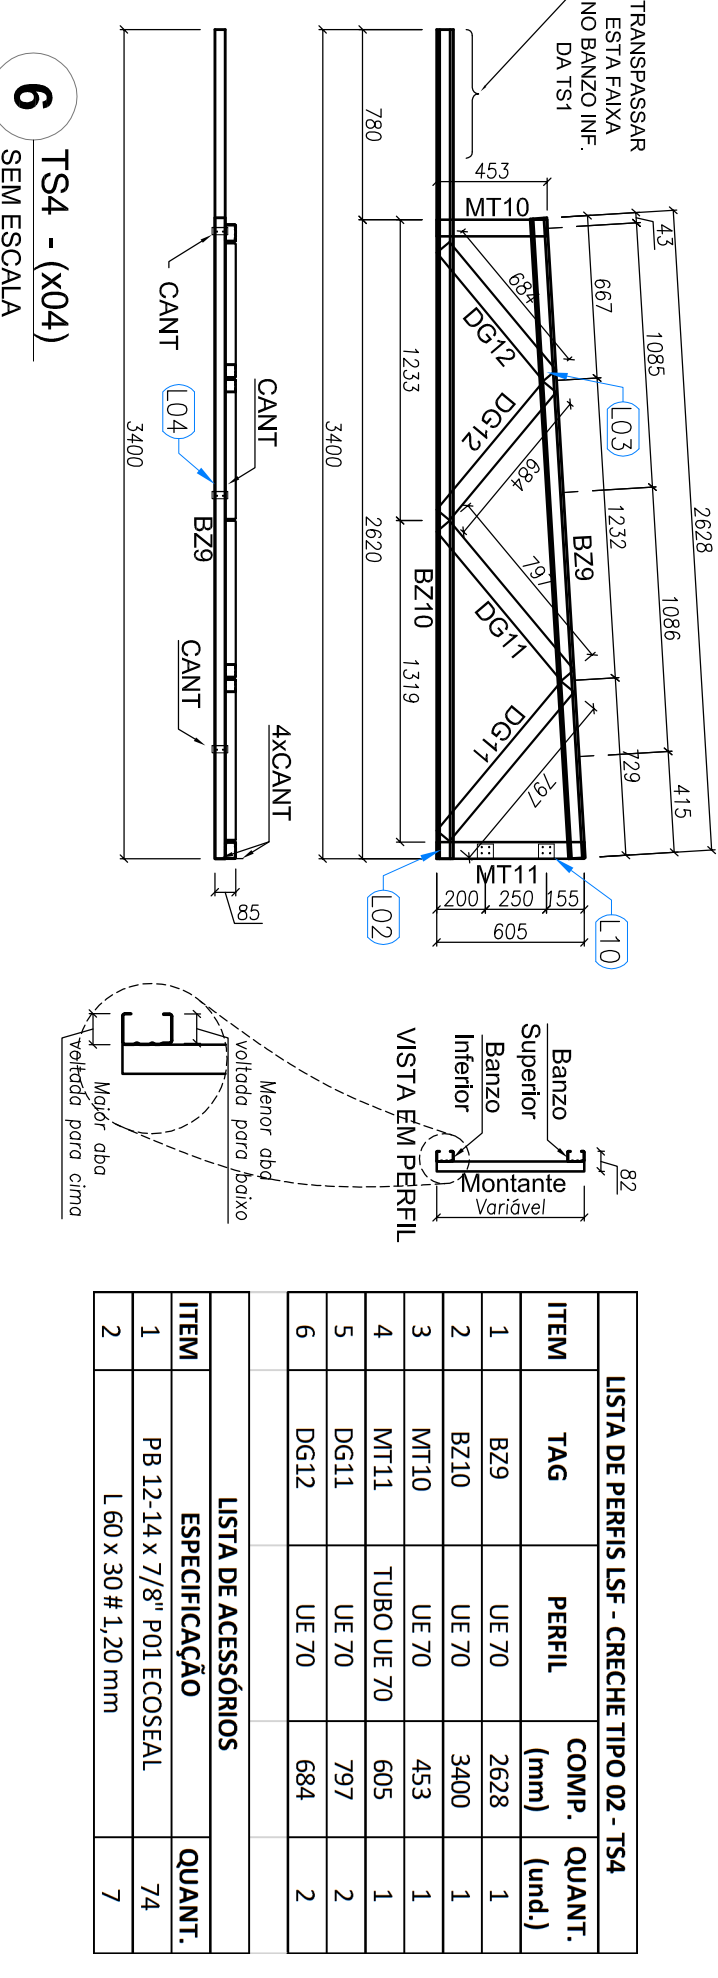 TRANSPASSAR
ESTA FAIXA
NO BANZO INF.
DA TS1
2628
43
1085
1086
415
667
1232
729
453
MT10
684
DG12
L03
DG12
684
BZ9
797
DG11
DG11
797
MT11
L10
200
250
155
605
L02
BZ10
1233
1319
780
2620
3400
CANT
CANT
L04
BZ9
CANT
4xCANT
85
3400
6
TS4 - (x04)
SEM ESCALA
Banzo
Superior
Banzo
Inferior
82
Montante
Variável
VISTA EM PERFIL
Menor aba
voltada para baixo
Major aba
voltada para cima
LISTA DE PERFIS LSF - CRECHE TIPO 02 - TS4
ITEM TAG PERFIL COMP. (mm) QUANT. (und.)
1 BZ9 UE 70 2628 1
2 BZ10 UE 70 3400 1
3 MT10 UE 70 453 1
4 MT11 TUBO UE 70 605 1
5 DG11 UE 70 797 2
6 DG12 UE 70 684 2
LISTA DE ACESSÓRIOS
ITEM ESPECIFICAÇÃO QUANT.
1 PB 12-14 x 7/8" P01 ECOSEAL 74
2 L 60 x 30 # 1,20 mm 7